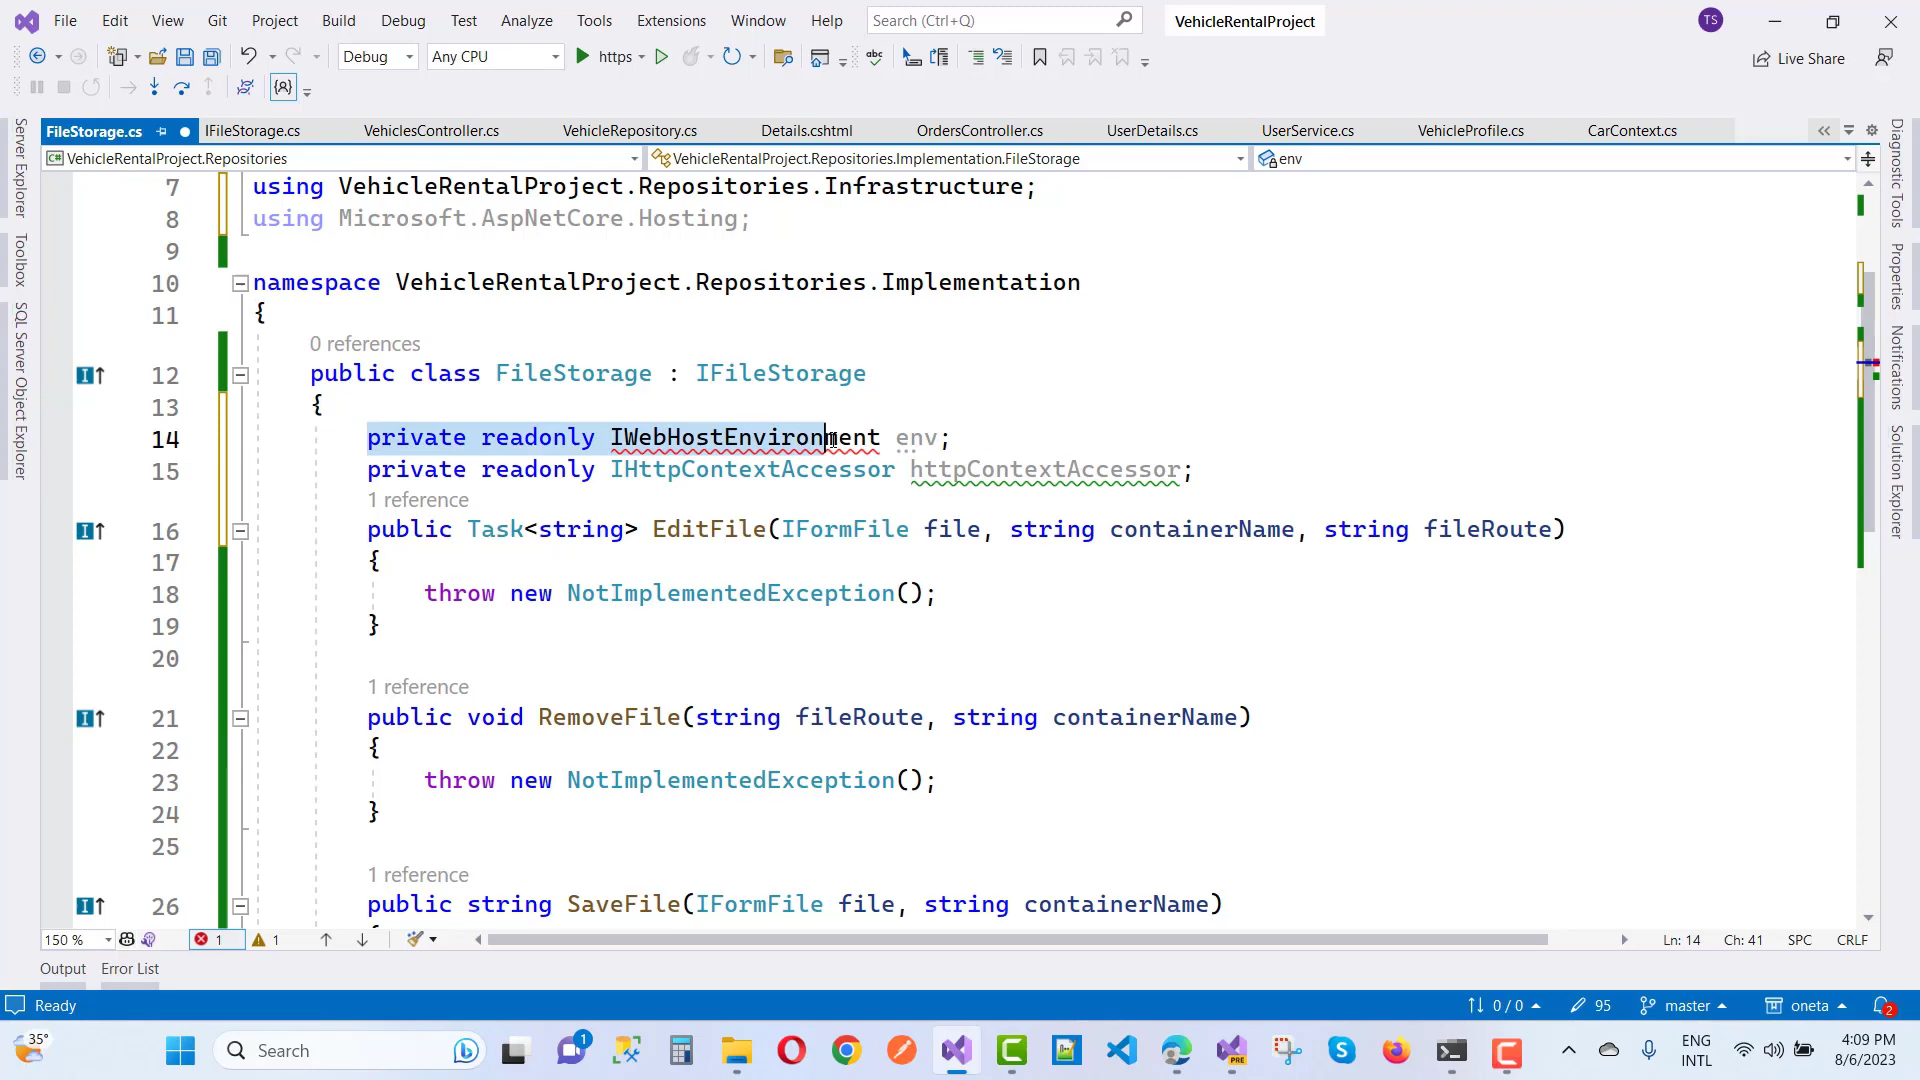 File Edit View Git Project Build Debug Test Analyze Tools Extensions Window Help Search (Ctrl+Q) VehicleRentalProject TS
Debug Any CPU https Live Share
FileStorage.cs IFileStorage.cs VehiclesController.cs VehicleRepository.cs Details.cshtml OrdersController.cs UserDetails.cs UserService.cs VehicleProfile.cs CarContext.cs
C# VehicleRentalProject.Repositories VehicleRentalProject.Repositories.Implementation.FileStorage env
Server Explorer
Toolbox
SQL Server Object Explorer
7 using VehicleRentalProject.Repositories.Infrastructure;
8 using Microsoft.AspNetCore.Hosting;
9
10 namespace VehicleRentalProject.Repositories.Implementation
11 {
0 references
12 public class FileStorage : IFileStorage
13 {
14 private readonly IWebHostEnvironment env;
15 private readonly IHttpContextAccessor httpContextAccessor;
1 reference
16 public Task<string> EditFile(IFormFile file, string containerName, string fileRoute)
17 {
18 throw new NotImplementedException();
19 }
20
1 reference
21 public void RemoveFile(string fileRoute, string containerName)
22 {
23 throw new NotImplementedException();
24 }
25
1 reference
26 public string SaveFile(IFormFile file, string containerName)
Diagnostic Tools
Properties
Notifications
Solution Explorer
150 % 1 1 Ln: 14 Ch: 41 SPC CRLF
Output Error List
Ready 0 / 0 95 master oneta 2
35° Search 1 PRE ENG INTL 4:09 PM 8/6/2023